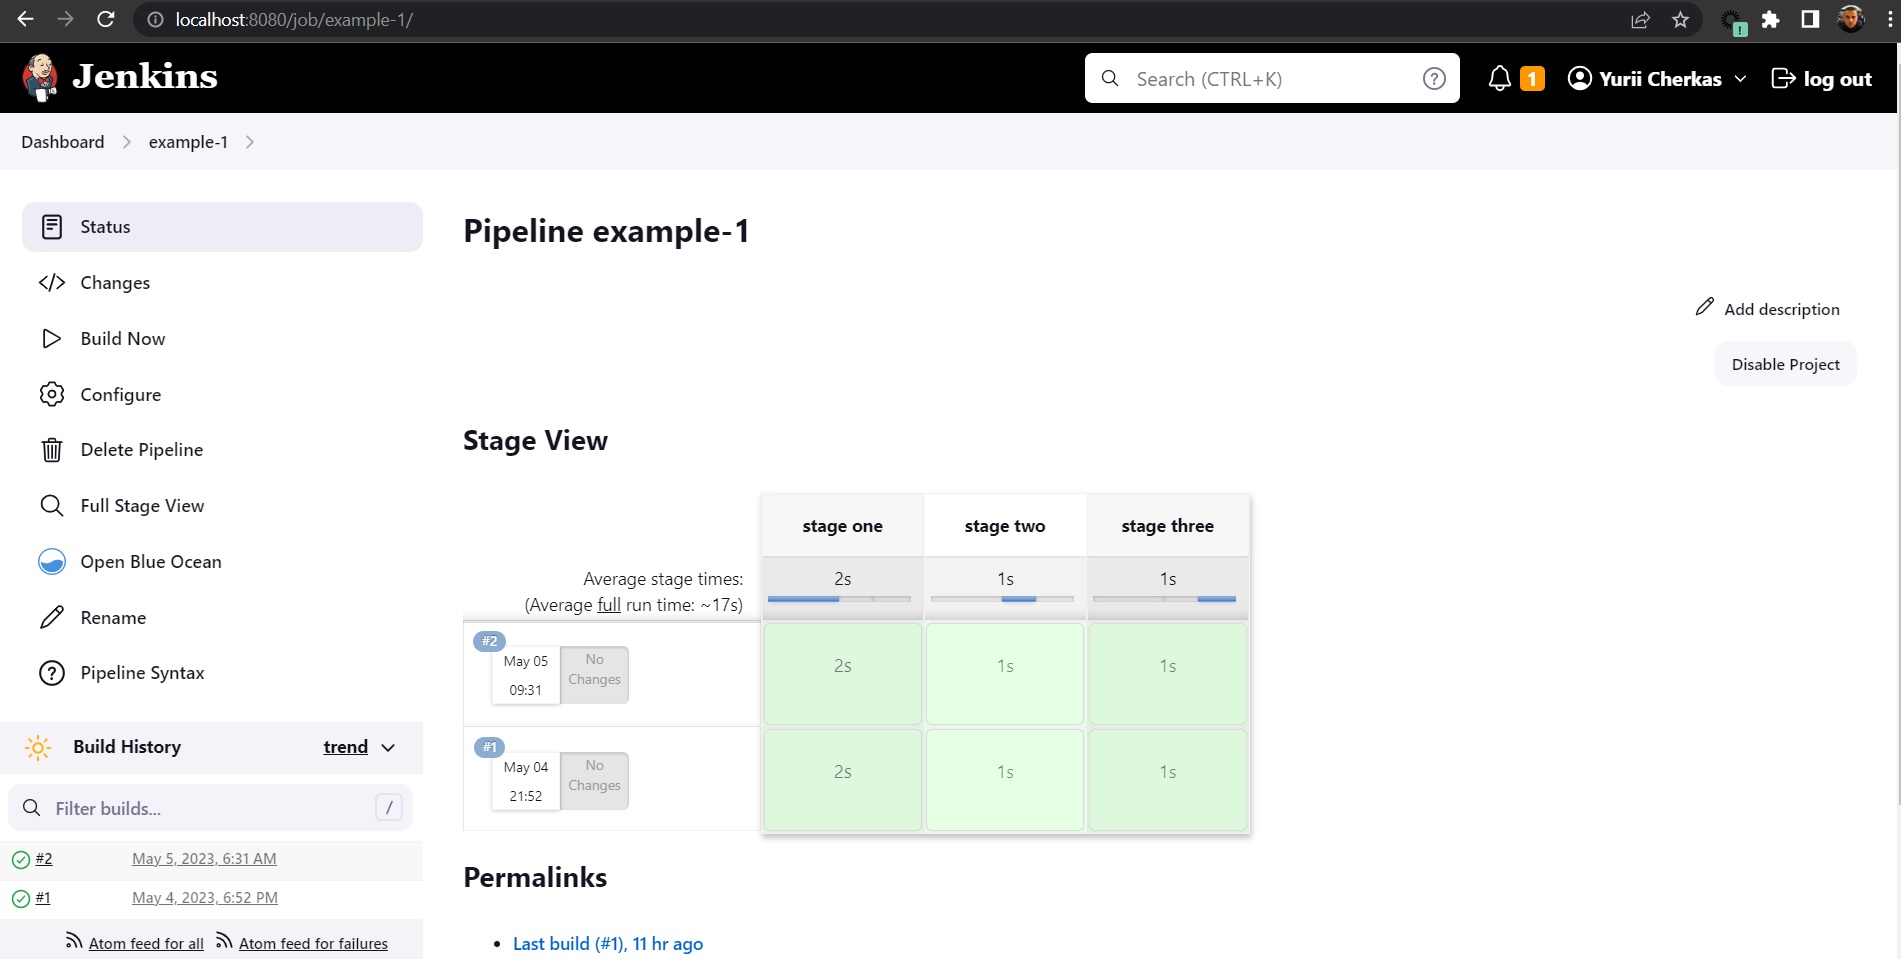 localhost:8080/job/example-1/
Jenkins
Search (CTRL+K)
?
1
Yurii Cherkas
log out
Dashboard
example-1
Status
Changes
Build Now
Configure
Delete Pipeline
Full Stage View
Open Blue Ocean
Rename
Pipeline Syntax
Build History
trend
Filter builds...
/
#2 May 5, 2023, 6:31 AM
#1 May 4, 2023, 6:52 PM
Atom feed for all
Atom feed for failures
Pipeline example-1
Add description
Disable Project
Stage View
stage one stage two stage three
Average stage times: 2s 1s 1s
(Average full run time: ~17s)
#2
May 05
09:31
No
Changes
2s 1s 1s
#1
May 04
21:52
No
Changes
2s 1s 1s
Permalinks
Last build (#1), 11 hr ago